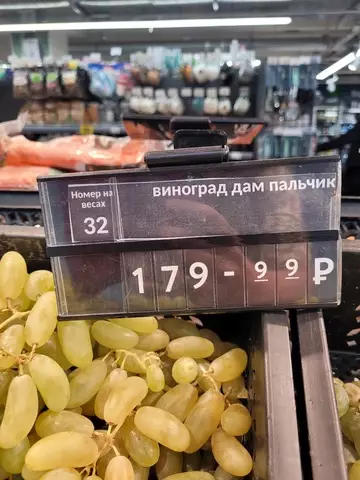 ВИНОГРАД ДАМ ПАЛЬЧИК
Номер на
весах
32
179-99 ₽